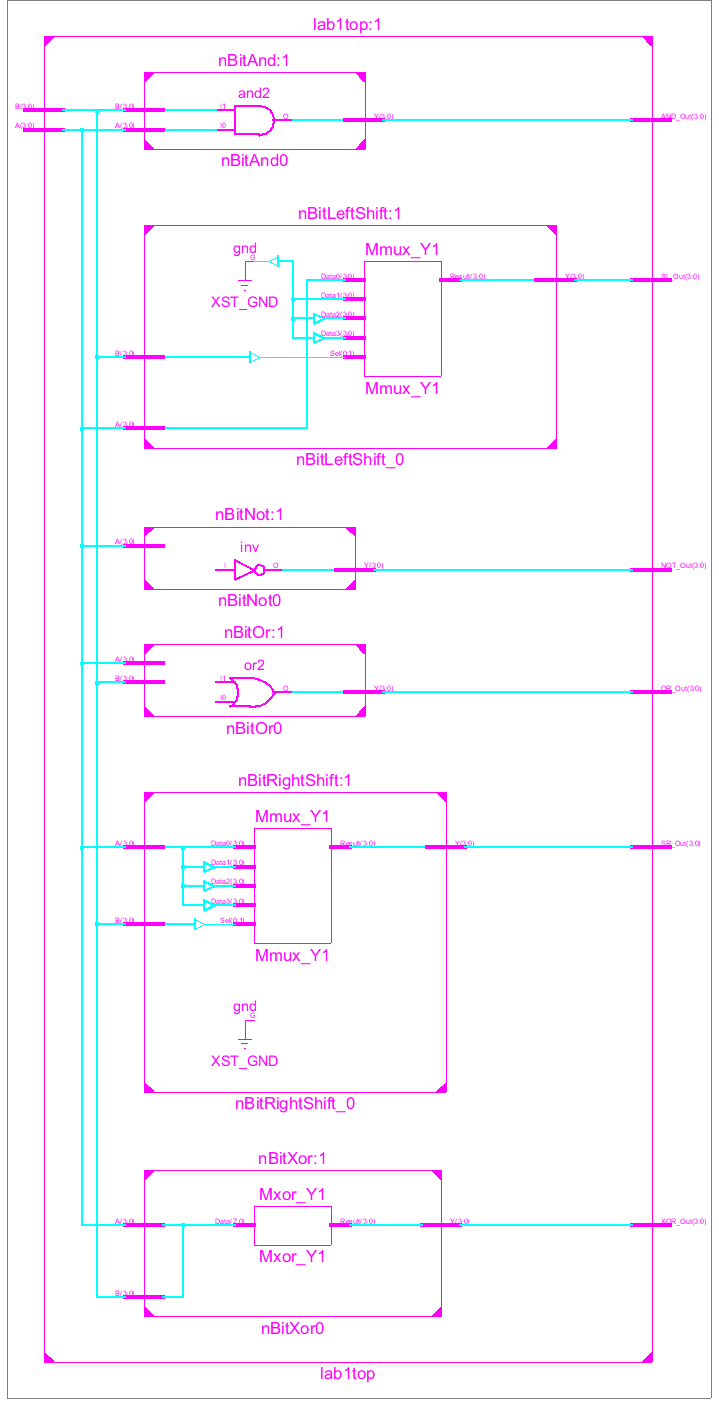 lab1top:1
nBitAnd:1
and2
B(3:0)
B(3:0)
I1
O
Y(3:0)
AND_Out(3:0)
A(3:0)
A(3:0)
I0
nBitAnd0
nBitLeftShift:1
gnd
G
XST_GND
Mmux_Y1
Data0(3:0)
Result(3:0)
Y(3:0)
SL_Out(3:0)
Data1(3:0)
Data2(3:0)
Data3(3:0)
B(3:0)
Sel(0:1)
Mmux_Y1
A(3:0)
nBitLeftShift_0
nBitNot:1
A(3:0)
inv
I
O
Y(3:0)
NOT_Out(3:0)
nBitNot0
nBitOr:1
A(3:0)
or2
B(3:0)
I1
O
Y(3:0)
OR_Out(3:0)
I0
nBitOr0
nBitRightShift:1
Mmux_Y1
A(3:0)
Data0(3:0)
Result(3:0)
Y(3:0)
SR_Out(3:0)
Data1(3:0)
Data2(3:0)
Data3(3:0)
B(3:0)
Sel(0:1)
Mmux_Y1
gnd
G
XST_GND
nBitRightShift_0
nBitXor:1
Mxor_Y1
A(3:0)
Data(7:0)
Result(3:0)
Y(3:0)
XOR_Out(3:0)
Mxor_Y1
B(3:0)
nBitXor0
lab1top